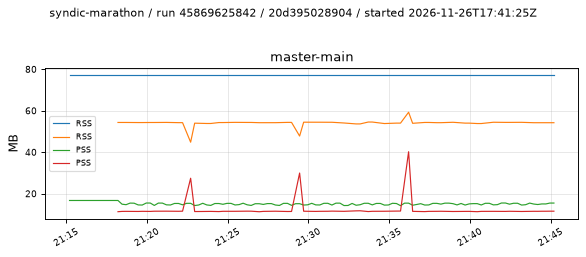 syndic-marathon / run 45869625842 / 20d395028904 / started 2026-11-26T17:41:25Z
master-main
MB
80
60
40
20
RSS
RSS
PSS
PSS
21:15
21:20
21:25
21:30
21:35
21:40
21:45